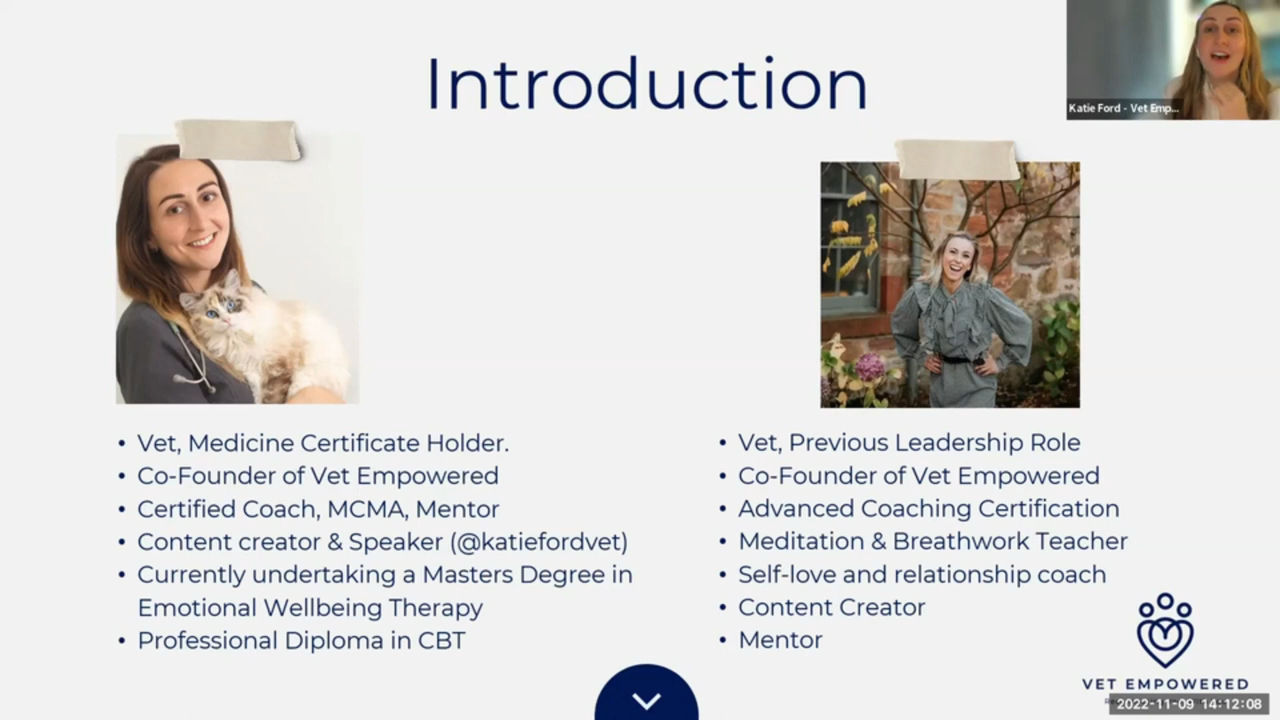 Introduction
Katie Ford - Vet Emp...
• Vet, Medicine Certificate Holder.
• Co-Founder of Vet Empowered
• Certified Coach, MCMA, Mentor
• Content creator & Speaker (@katiefordvet)
• Currently undertaking a Masters Degree in
Emotional Wellbeing Therapy
• Professional Diploma in CBT
• Vet, Previous Leadership Role
• Co-Founder of Vet Empowered
• Advanced Coaching Certification
• Meditation & Breathwork Teacher
• Self-love and relationship coach
• Content Creator
• Mentor
VET EMPOWERED
2022-11-09 14:12:08